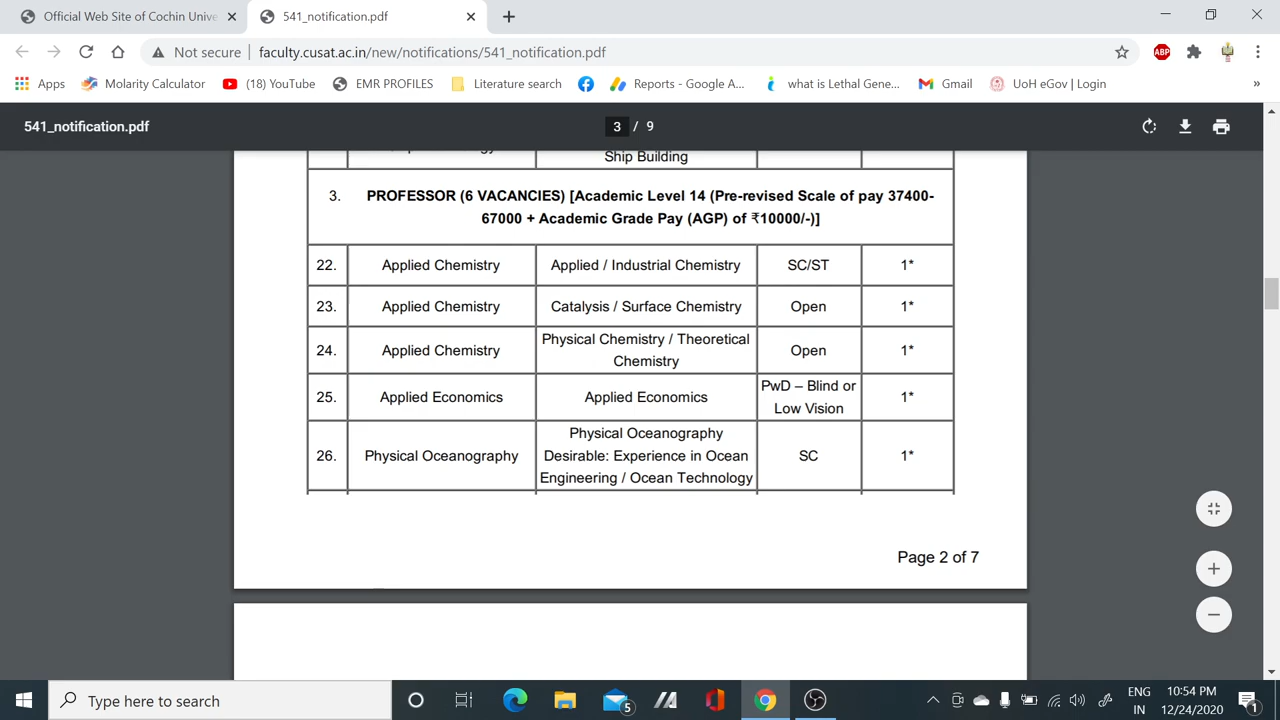 Official Web Site of Cochin Unive
541_notification.pdf
Not secure | faculty.cusat.ac.in/new/notifications/541_notification.pdf
ABP
Apps Molarity Calculator (18) YouTube EMR PROFILES Literature search Reports - Google A... what is Lethal Gene... Gmail UoH eGov | Login »
541_notification.pdf 3 / 9
Ship Building
3. PROFESSOR (6 VACANCIES) [Academic Level 14 (Pre-revised Scale of pay 37400-
67000 + Academic Grade Pay (AGP) of ₹10000/-)]
22. Applied Chemistry Applied / Industrial Chemistry SC/ST 1*
23. Applied Chemistry Catalysis / Surface Chemistry Open 1*
24. Applied Chemistry Physical Chemistry / Theoretical
Chemistry Open 1*
25. Applied Economics Applied Economics PwD – Blind or
Low Vision 1*
26. Physical Oceanography Physical Oceanography
Desirable: Experience in Ocean
Engineering / Ocean Technology SC 1*
Page 2 of 7
Type here to search
5
ENG
IN
10:54 PM
12/24/2020
1